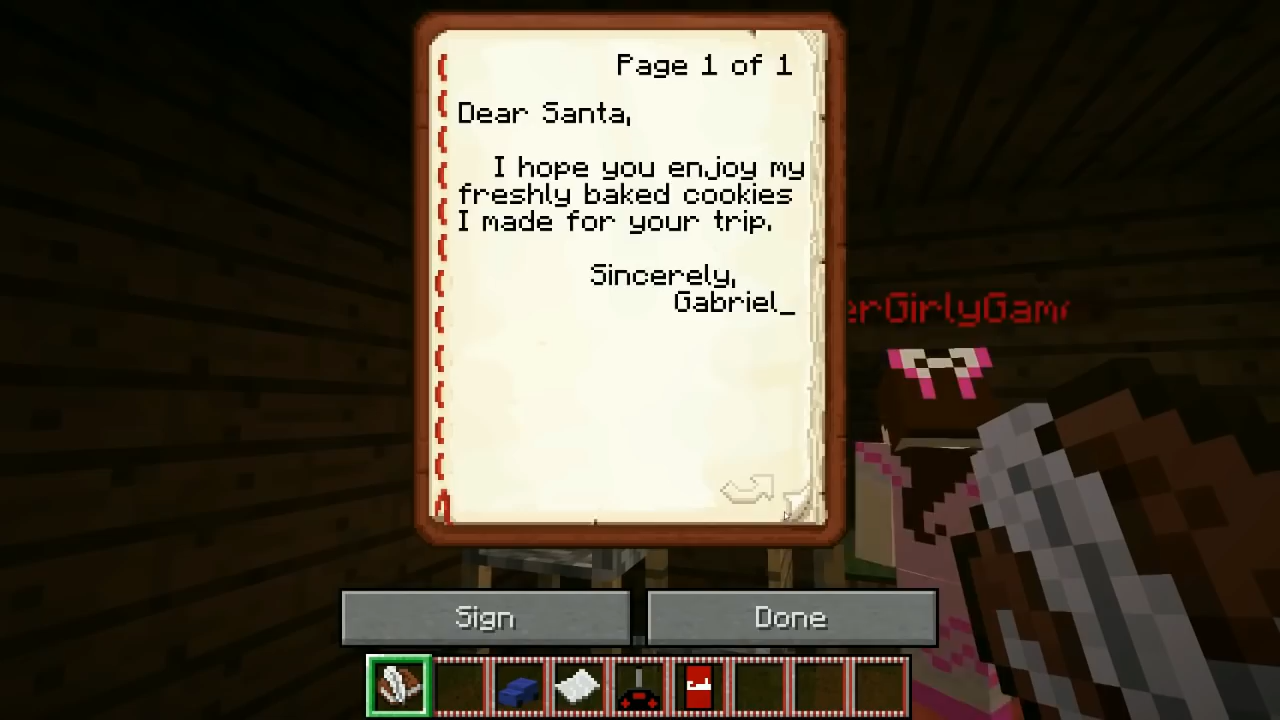 Page 1 of 1
Dear Santa,
I hope you enjoy my
freshly baked cookies
I made for your trip.
Sincerely,
Gabriel_
erGirlyGam
Sign
Done